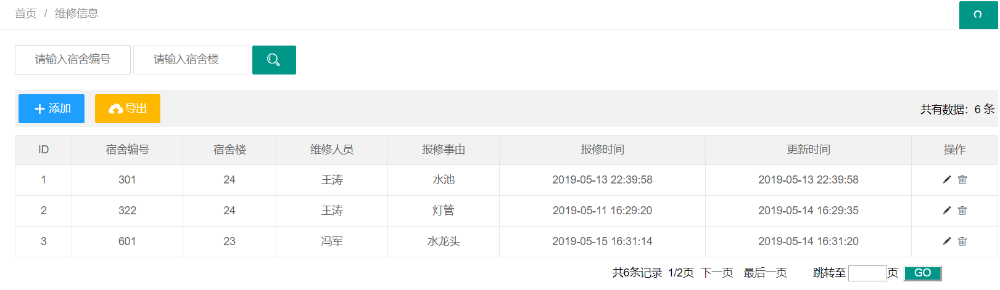 首页 / 维修信息
请输入宿舍编号 请输入宿舍楼
添加 导出 共有数据：6 条
ID 宿舍编号 宿舍楼 维修人员 报修事由 报修时间 更新时间 操作
1 301 24 王涛 水池 2019-05-13 22:39:58 2019-05-13 22:39:58
2 322 24 王涛 灯管 2019-05-11 16:29:20 2019-05-14 16:29:35
3 601 23 冯军 水龙头 2019-05-15 16:31:14 2019-05-14 16:31:20
共6条记录 1/2页 下一页 最后一页 跳转至 页 GO